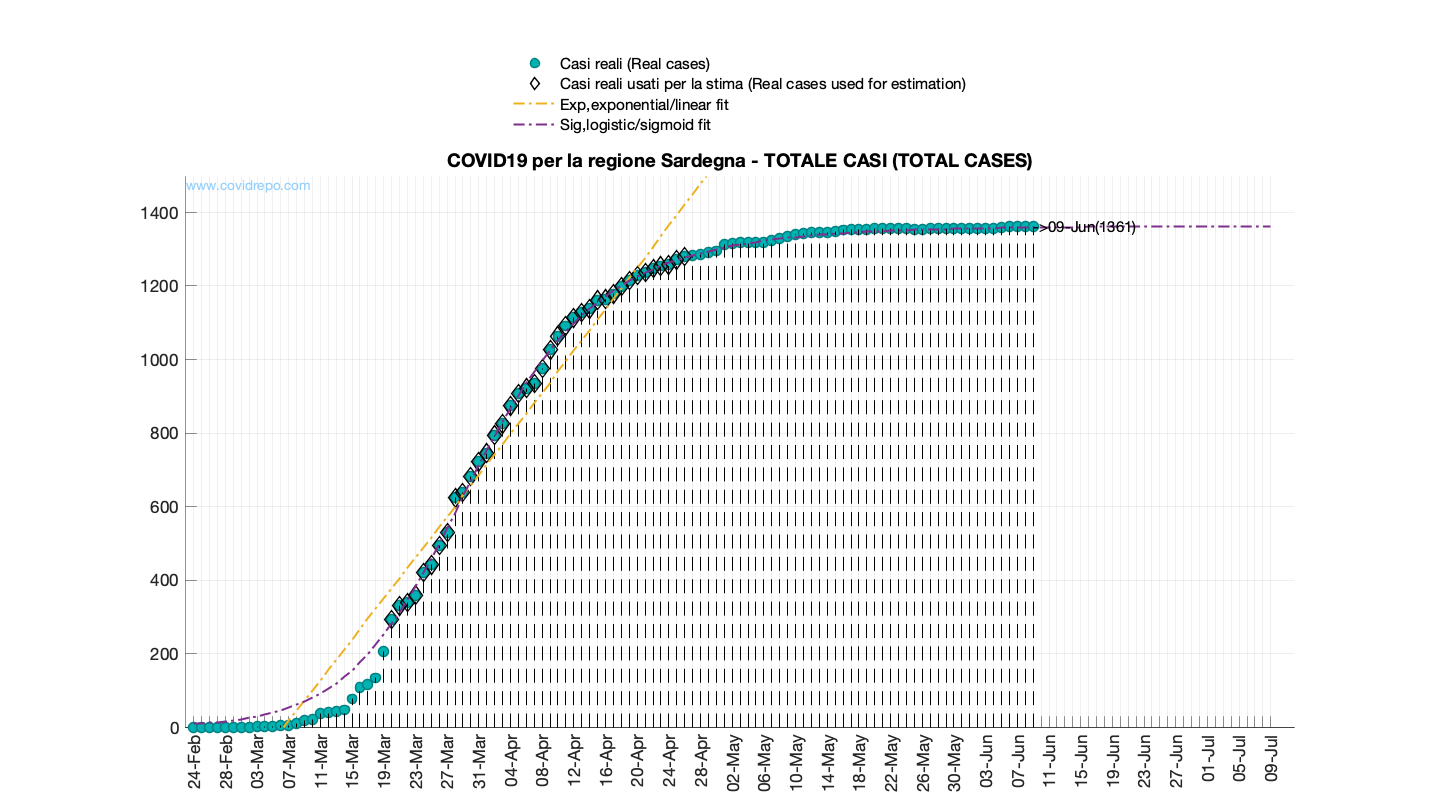 Casi reali (Real cases)
Casi reali usati per la stima (Real cases used for estimation)
Exp,exponential/linear fit
Sig,logistic/sigmoid fit
COVID19 per la regione Sardegna - TOTALE CASI (TOTAL CASES)
www.covidrepo.com
1400
1200
1000
800
600
400
200
0
>09-Jun(1361)
24-Feb
28-Feb
03-Mar
07-Mar
11-Mar
15-Mar
19-Mar
23-Mar
27-Mar
31-Mar
04-Apr
08-Apr
12-Apr
16-Apr
20-Apr
24-Apr
28-Apr
02-May
06-May
10-May
14-May
18-May
22-May
26-May
30-May
03-Jun
07-Jun
11-Jun
15-Jun
19-Jun
23-Jun
27-Jun
01-Jul
05-Jul
09-Jul